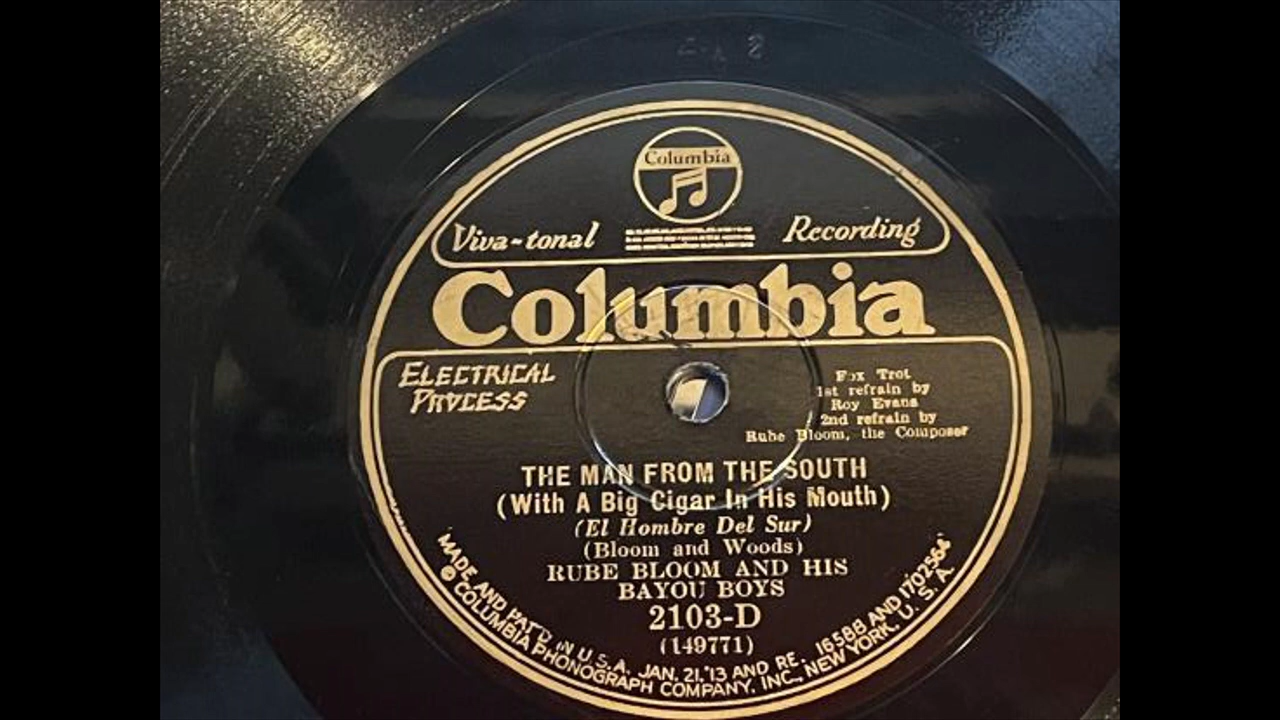 Columbia
Viva-tonal Recording
Columbia
ELECTRICAL
PROCESS
Fox Trot
1st refrain by
Roy Evans
2nd refrain by
Rube Bloom, the Composer
THE MAN FROM THE SOUTH
(With A Big Cigar In His Mouth)
(El Hombre Del Sur)
(Bloom and Woods)
RUBE BLOOM AND HIS
BAYOU BOYS
2103-D
(149771)
MADE AND PAT'D IN U.S.A. JAN. 21,'13 AND RE. 16588 AND 1702564
© COLUMBIA PHONOGRAPH COMPANY, INC., NEW YORK, U.S.A.